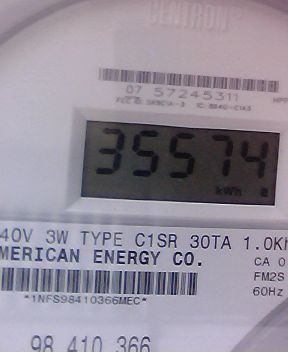 CENTRON®
07 57245311
35574
kWh
40V 3W TYPE C1SR 30TA 1.0Kh
MERICAN ENERGY CO.
CA 0
FM2S
60Hz
*1NFS98410366MEC*
98 410 366